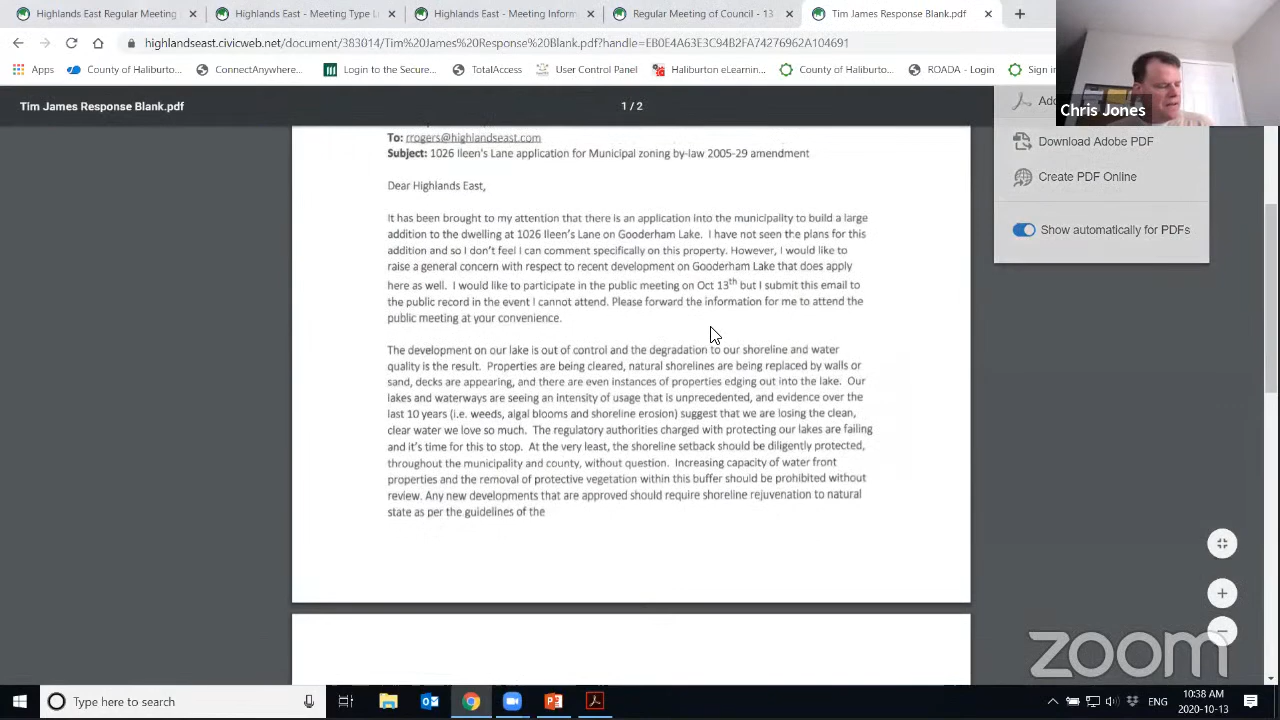 Highlands East Regular Meeting
Highlands East - Meeting Type L
Highlands East - Meeting Inform
Regular Meeting of Council - 13
Tim James Response Blank.pdf
highlandseast.civicweb.net/document/383014/Tim%20James%20Response%20Blank.pdf?handle=EB0E4A63E3C94B2FA74276962A104691
Apps
County of Haliburto...
ConnectAnywhere...
Login to the Secure...
TotalAccess
User Control Panel
Haliburton eLearnin...
County of Haliburto...
ROADA - Login
Sign in
Tim James Response Blank.pdf
1 / 2
Chris Jones
Download Adobe PDF
Create PDF Online
Show automatically for PDFs
To: rrogers@highlandseast.com
Subject: 1026 Ileen's Lane application for Municipal zoning by-law 2005-29 amendment
Dear Highlands East,
It has been brought to my attention that there is an application into the municipality to build a large
addition to the dwelling at 1026 Ileen's Lane on Gooderham Lake. I have not seen the plans for this
addition and so I don't feel I can comment specifically on this property. However, I would like to
raise a general concern with respect to recent development on Gooderham Lake that does apply
here as well. I would like to participate in the public meeting on Oct 13th but I submit this email to
the public record in the event I cannot attend. Please forward the information for me to attend the
public meeting at your convenience.
The development on our lake is out of control and the degradation to our shoreline and water
quality is the result. Properties are being cleared, natural shorelines are being replaced by walls or
sand, decks are appearing, and there are even instances of properties edging out into the lake. Our
lakes and waterways are seeing an intensity of usage that is unprecedented, and evidence over the
last 10 years (i.e. weeds, algal blooms and shoreline erosion) suggest that we are losing the clean,
clear water we love so much. The regulatory authorities charged with protecting our lakes are failing
and it's time for this to stop. At the very least, the shoreline setback should be diligently protected,
throughout the municipality and county, without question. Increasing capacity of water front
properties and the removal of protective vegetation within this buffer should be prohibited without
review. Any new developments that are approved should require shoreline rejuvenation to natural
state as per the guidelines of the
zoom
Type here to search
ENG
10:38 AM
2020-10-13